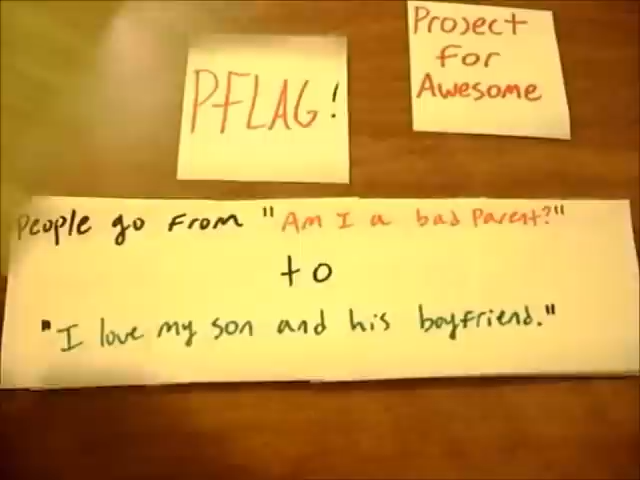 PFLAG!
Project
For
Awesome
People go From "Am I a bad Parent?"
to
"I love my son and his boyfriend."